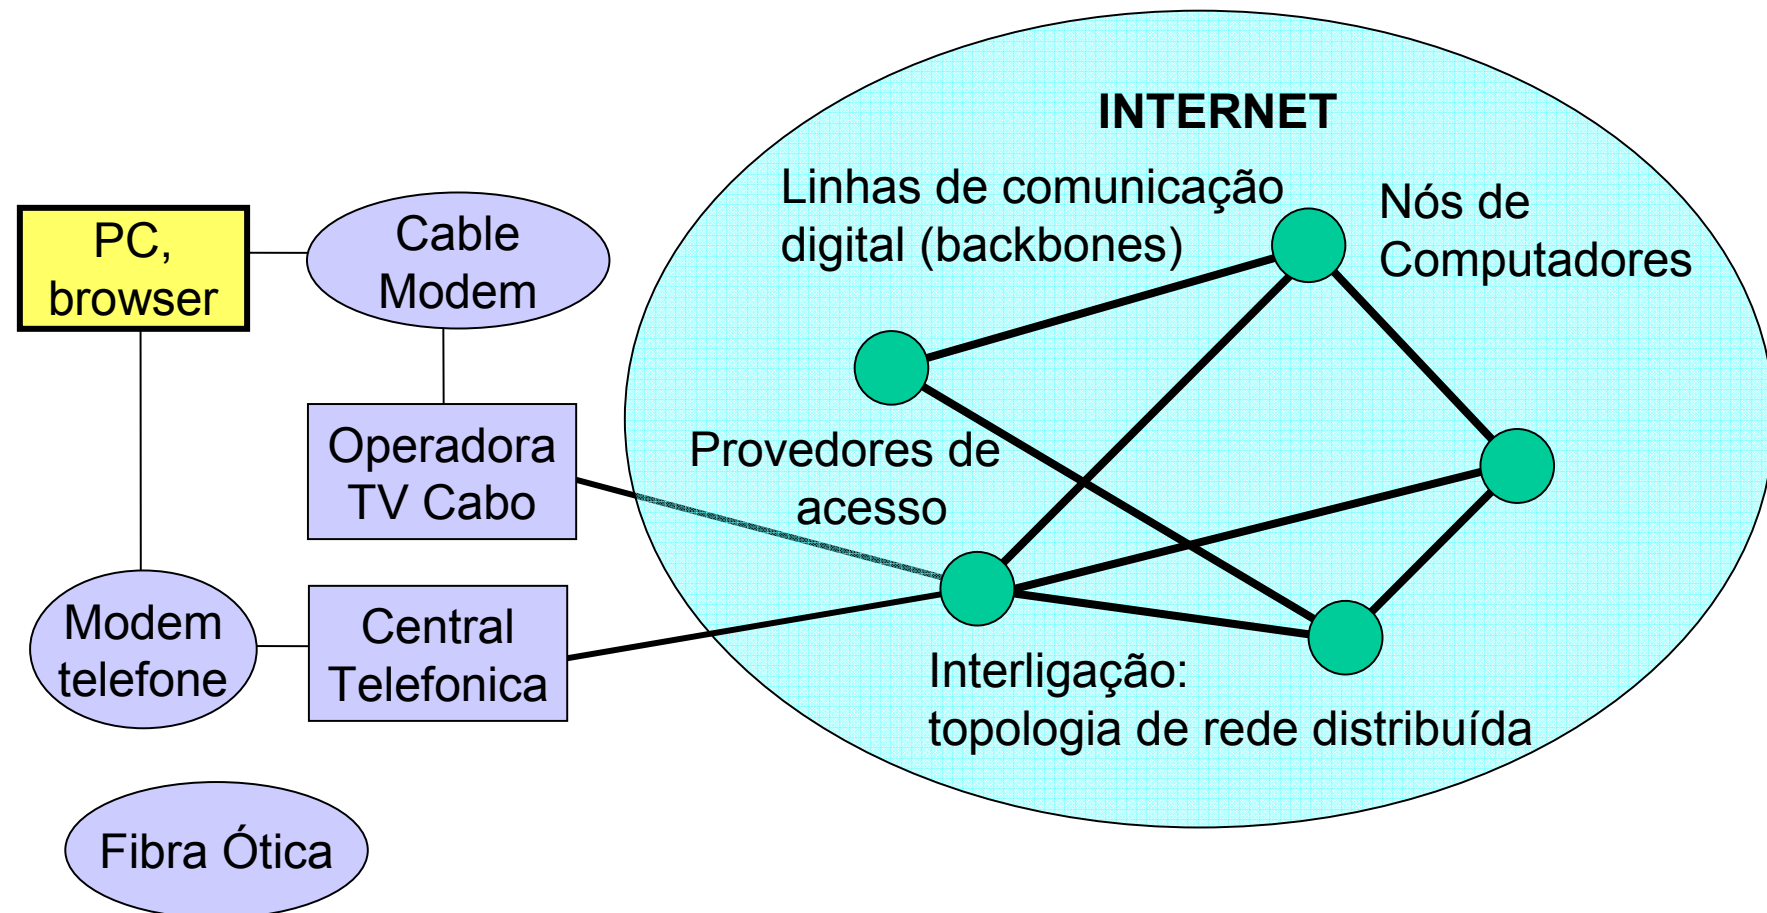 INTERNET
Linhas de comunicação
digital (backbones)
Nós de
Computadores
PC,
browser
Cable
Modem
Operadora
TV Cabo
Provedores de
acesso
Modem
telefone
Central
Telefonica
Interligação:
topologia de rede distribuída
Fibra Ótica